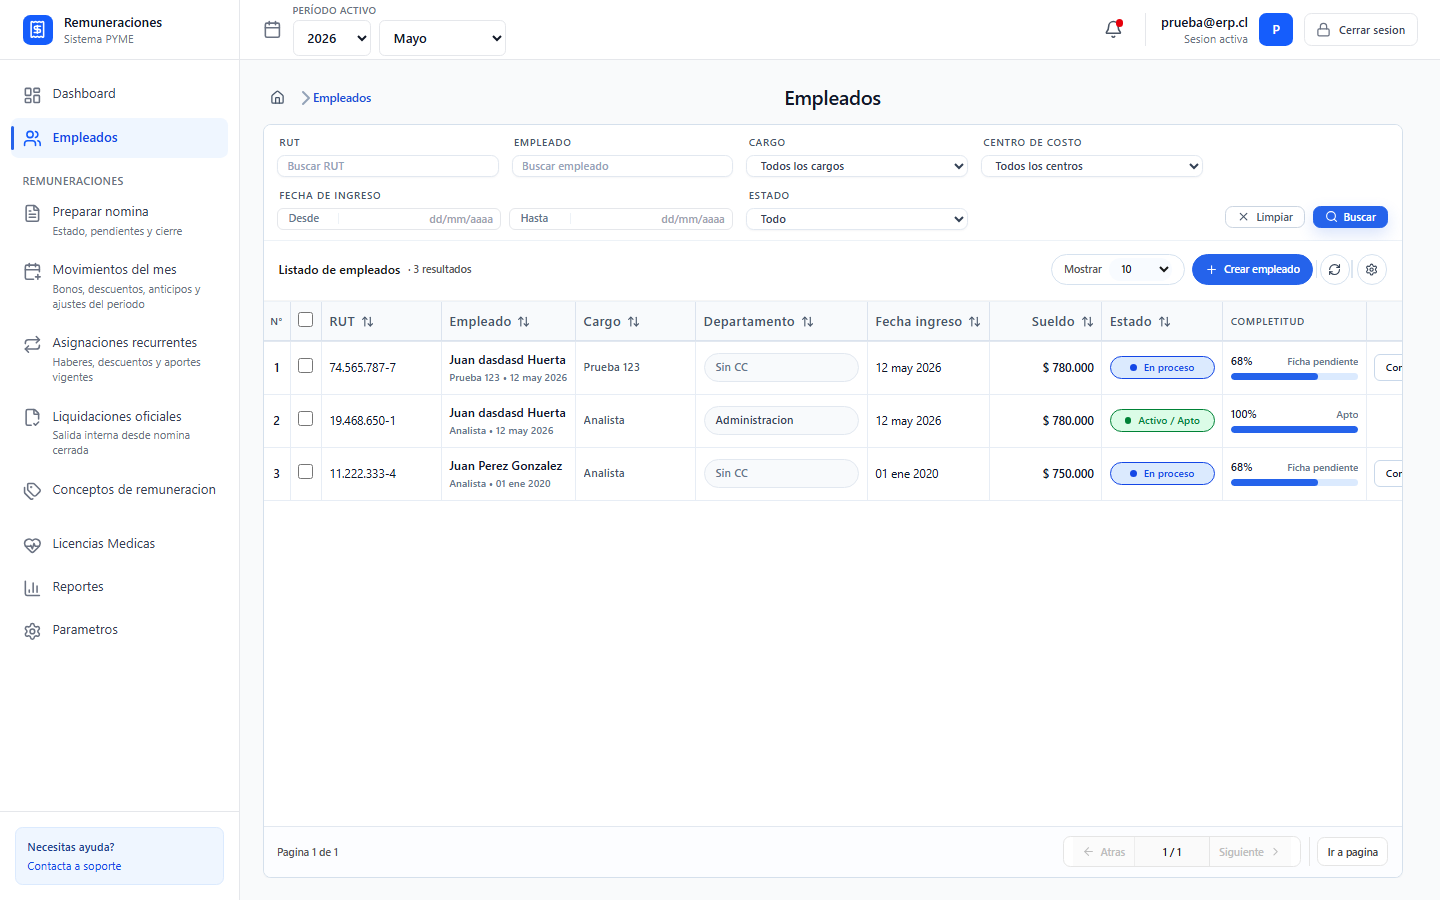 Remuneraciones
Sistema PYME
PERÍODO ACTIVO
2026
Mayo
prueba@erp.cl
Sesion activa
P
Cerrar sesion
Dashboard
Empleados
REMUNERACIONES
Preparar nomina
Estado, pendientes y cierre
Movimientos del mes
Bonos, descuentos, anticipos y
ajustes del periodo
Asignaciones recurrentes
Haberes, descuentos y aportes
vigentes
Liquidaciones oficiales
Salida interna desde nomina
cerrada
Conceptos de remuneracion
Licencias Medicas
Reportes
Parametros
Necesitas ayuda?
Contacta a soporte
Empleados
Empleados
RUT
EMPLEADO
CARGO
CENTRO DE COSTO
Buscar RUT
Buscar empleado
Todos los cargos
Todos los centros
FECHA DE INGRESO
ESTADO
Desde dd/mm/aaaa
Hasta dd/mm/aaaa
Todo
Limpiar
Buscar
Listado de empleados · 3 resultados
Mostrar 10
Crear empleado
N° RUT Empleado Cargo Departamento Fecha ingreso Sueldo Estado COMPLETITUD
1 74.565.787-7 Juan dasdasd Huerta Prueba 123 Sin CC 12 may 2026 $ 780.000 En proceso 68% Ficha pendiente Cor
Prueba 123 • 12 may 2026
2 19.468.650-1 Juan dasdasd Huerta Analista Administracion 12 may 2026 $ 780.000 Activo / Apto 100% Apto
Analista • 12 may 2026
3 11.222.333-4 Juan Perez Gonzalez Analista Sin CC 01 ene 2020 $ 750.000 En proceso 68% Ficha pendiente Cor
Analista • 01 ene 2020
Pagina 1 de 1
Atras
1 / 1
Siguiente
Ir a pagina